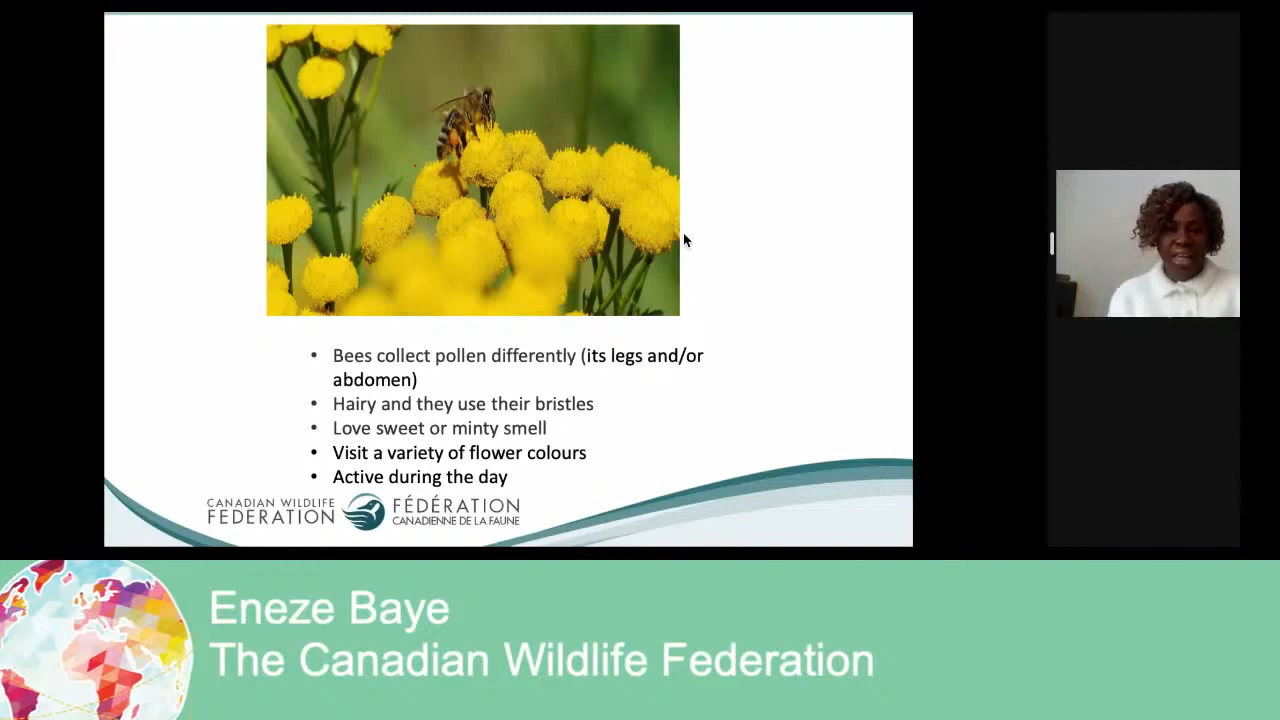 • Bees collect pollen differently (its legs and/or
abdomen)
• Hairy and they use their bristles
• Love sweet or minty smell
• Visit a variety of flower colours
• Active during the day
CANADIAN WILDLIFE
FEDERATION
FÉDÉRATION
CANADIENNE DE LA FAUNE
Eneze Baye
The Canadian Wildlife Federation